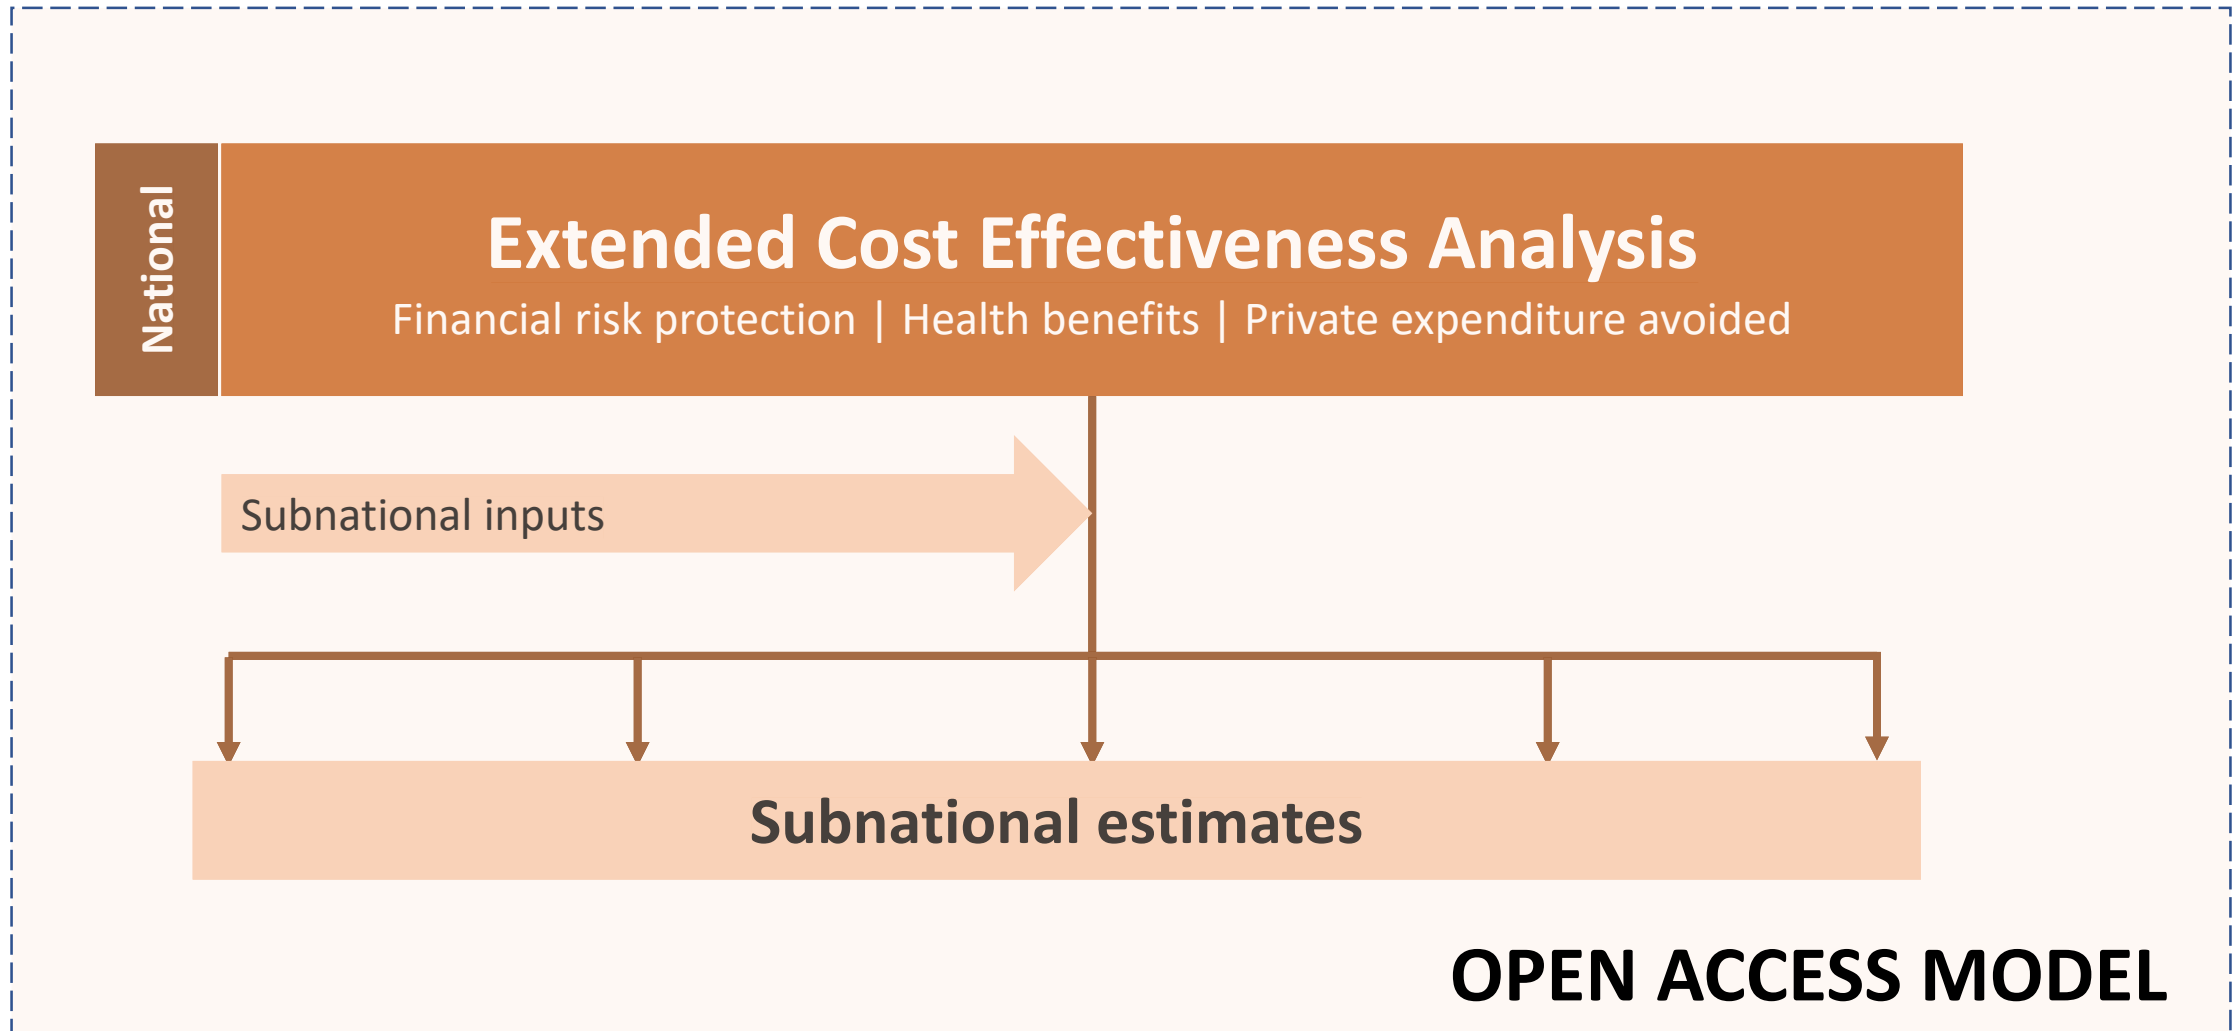 National
Extended Cost Effectiveness Analysis
Financial risk protection | Health benefits | Private expenditure avoided
Subnational inputs
Subnational estimates
OPEN ACCESS MODEL